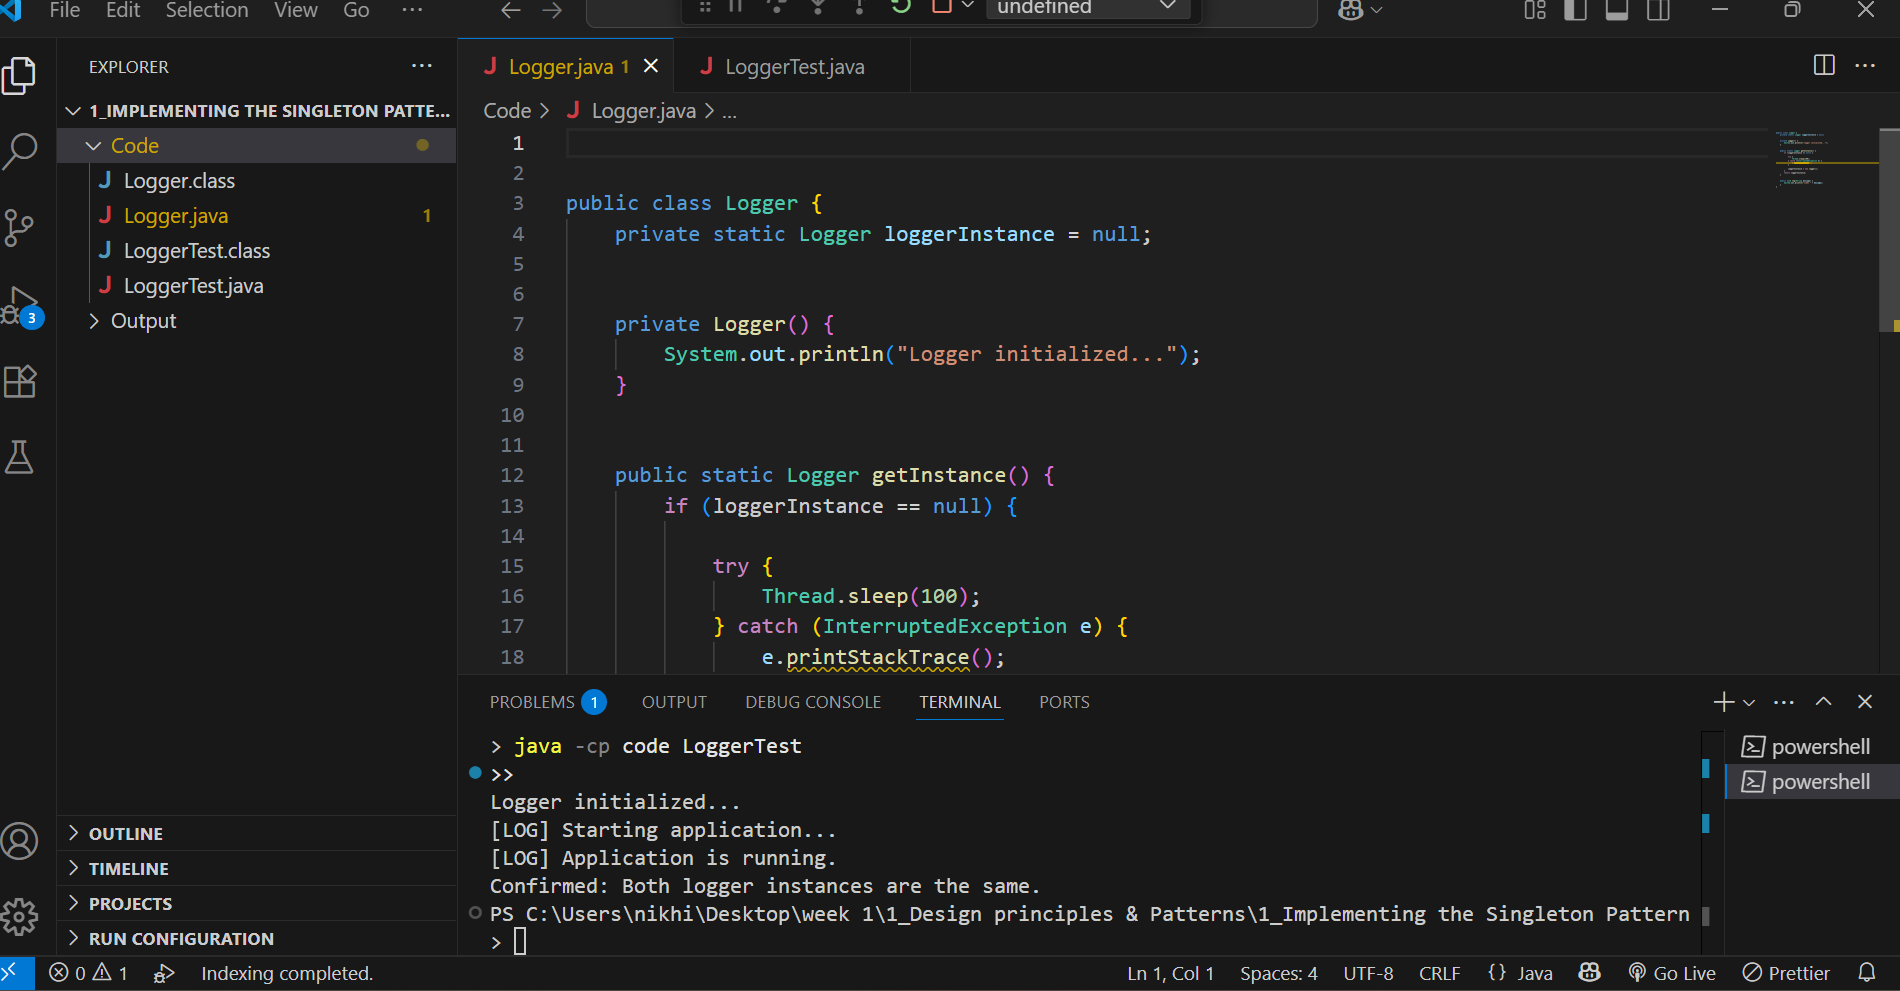 File Edit Selection View Go ···
undefined
EXPLORER ···
1_IMPLEMENTING THE SINGLETON PATTE...
Code
Logger.class
Logger.java 1
LoggerTest.class
LoggerTest.java
Output
3
OUTLINE
TIMELINE
PROJECTS
RUN CONFIGURATION
Logger.java 1
LoggerTest.java
Code > Logger.java > ...
1
2
3 public class Logger {
4 private static Logger loggerInstance = null;
5
6
7 private Logger() {
8 System.out.println("Logger initialized...");
9 }
10
11
12 public static Logger getInstance() {
13 if (loggerInstance == null) {
14
15 try {
16 Thread.sleep(100);
17 } catch (InterruptedException e) {
18 e.printStackTrace();
PROBLEMS 1 OUTPUT DEBUG CONSOLE TERMINAL PORTS
> java -cp code LoggerTest
>>
Logger initialized...
[LOG] Starting application...
[LOG] Application is running.
Confirmed: Both logger instances are the same.
PS C:\Users\nikhi\Desktop\week 1\1_Design principles & Patterns\1_Implementing the Singleton Pattern
>
powershell
powershell
0 1 Indexing completed. Ln 1, Col 1 Spaces: 4 UTF-8 CRLF {} Java Go Live Prettier